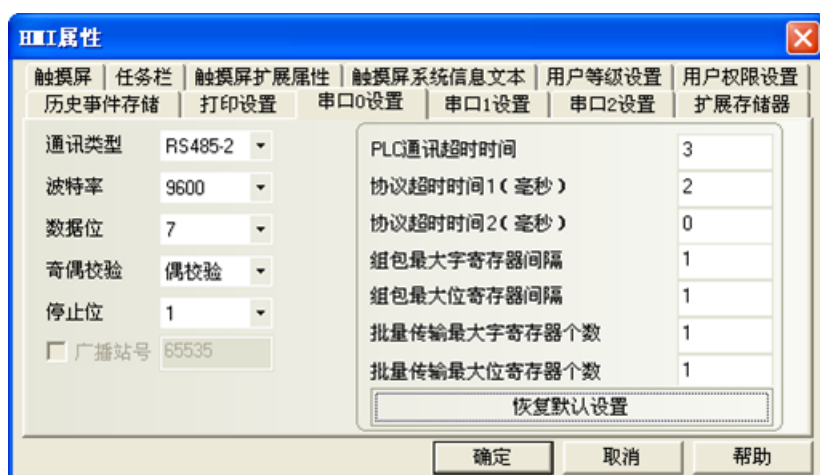 HMI属性
触摸屏 任务栏 触摸屏扩展属性 触摸屏系统信息文本 用户等级设置 用户权限设置
历史事件存储 打印设置 串口0设置 串口1设置 串口2设置 扩展存储器
通讯类型 RS485-2
波特率 9600
数据位 7
奇偶校验 偶校验
停止位 1
广播站号 65535
PLC通讯超时时间 3
协议超时时间1(毫秒) 2
协议超时时间2(毫秒) 0
组包最大字寄存器间隔 1
组包最大位寄存器间隔 1
批量传输最大字寄存器个数 1
批量传输最大位寄存器个数 1
恢复默认设置
确定 取消 帮助